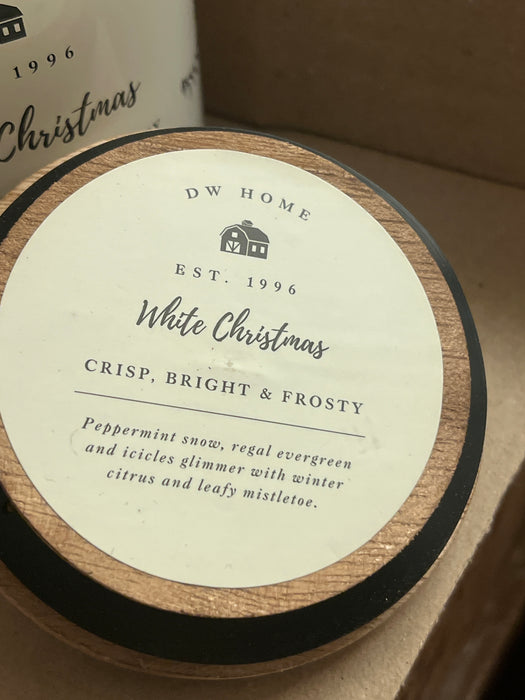 1996
Christmas
DW HOME
EST. 1996
White Christmas
CRISP, BRIGHT & FROSTY
Peppermint snow, regal evergreen
and icicles glimmer with winter
citrus and leafy mistletoe.